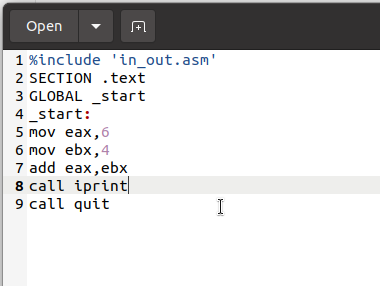 Open
1 %include 'in_out.asm'
2 SECTION .text
3 GLOBAL _start
4 _start:
5 mov eax,6
6 mov ebx,4
7 add eax,ebx
8 call iprint
9 call quit